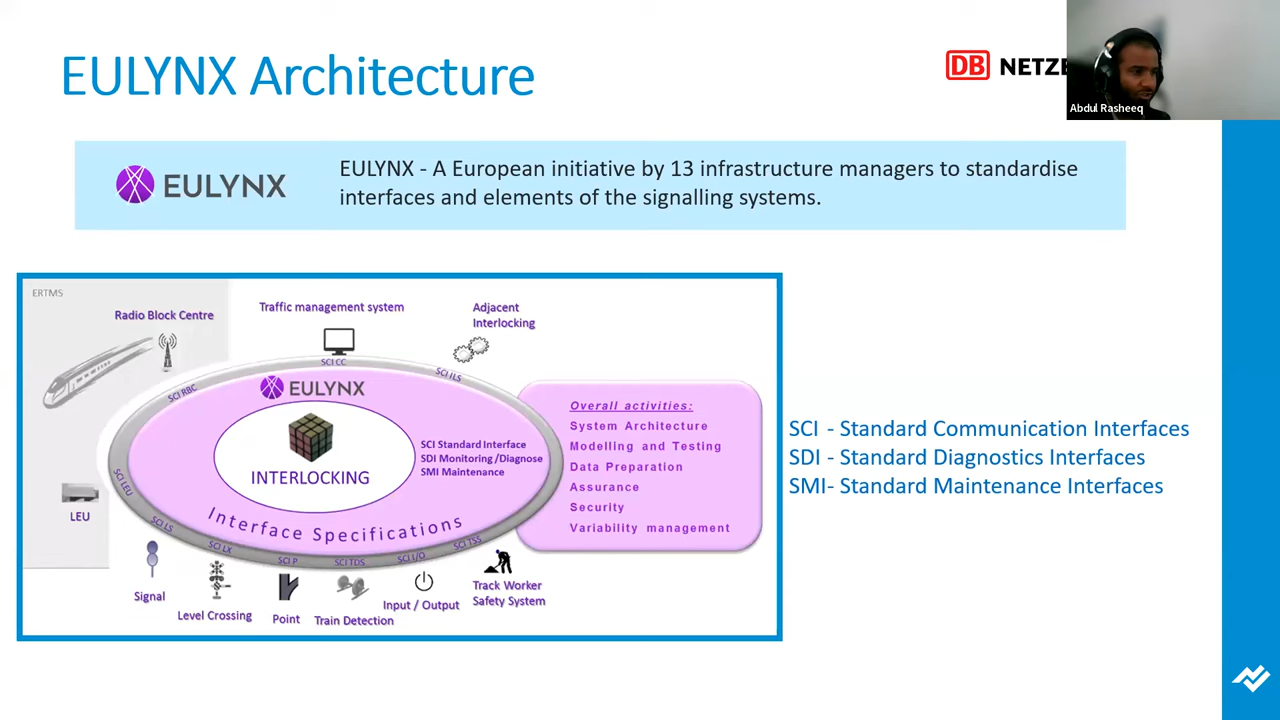 EULYNX Architecture
DB NETZE
Abdul Rasheeq
EULYNX
EULYNX - A European initiative by 13 infrastructure managers to standardise
interfaces and elements of the signalling systems.
ERTMS
Radio Block Centre
Traffic management system
Adjacent
Interlocking
SCI RBC
SCI CC
SCI ILS
EULYNX
INTERLOCKING
SCI Standard Interface
SDI Monitoring /Diagnose
SMI Maintenance
Interface Specifications
Overall activities:
System Architecture
Modelling and Testing
Data Preparation
Assurance
Security
Variability management
SCI LEU
SCI LS
SCI LX
SCI P
SCI TDS
SCI I/O
SCI TSS
LEU
Signal
Level Crossing
Point
Train Detection
Input / Output
Track Worker
Safety System
SCI - Standard Communication Interfaces
SDI - Standard Diagnostics Interfaces
SMI- Standard Maintenance Interfaces